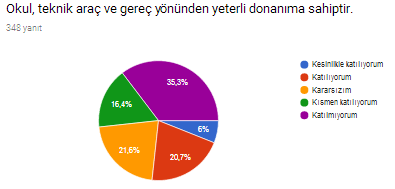 Okul, teknik araç ve gereç yönünden yeterli donanıma sahiptir.
348 yanıt
35,3%
16,4%
6%
21,6%
20,7%
Kesinlikle katılıyorum
Katılıyorum
Kararsızım
Kısmen katılıyorum
Katılmıyorum